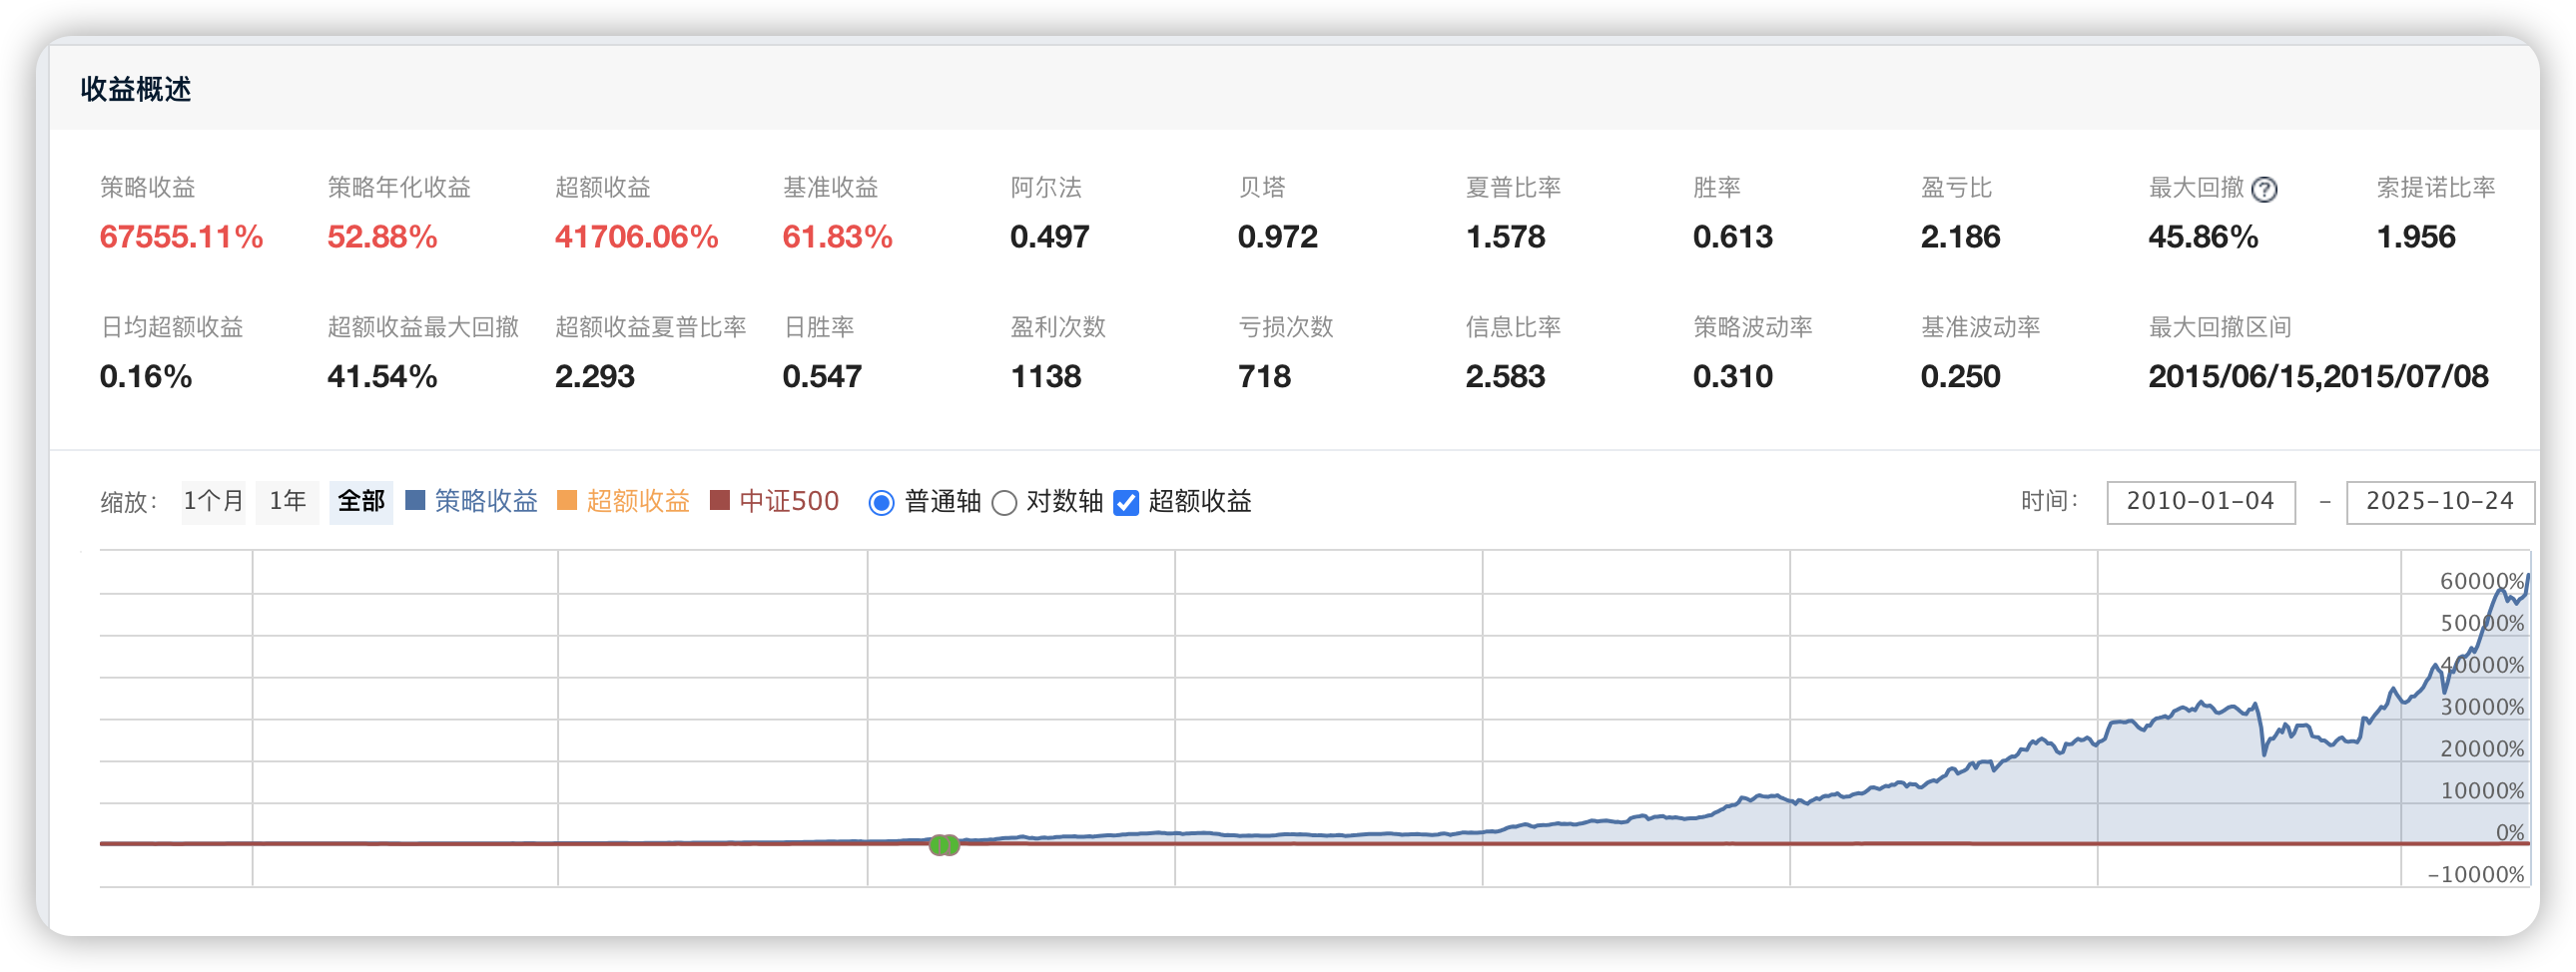 收益概述
策略收益 策略年化收益 超额收益 基准收益 阿尔法 贝塔 夏普比率 胜率 盈亏比 最大回撤 ? 索提诺比率
67555.11% 52.88% 41706.06% 61.83% 0.497 0.972 1.578 0.613 2.186 45.86% 1.956
日均超额收益 超额收益最大回撤 超额收益夏普比率 日胜率 盈利次数 亏损次数 信息比率 策略波动率 基准波动率 最大回撤区间
0.16% 41.54% 2.293 0.547 1138 718 2.583 0.310 0.250 2015/06/15,2015/07/08
缩放： 1个月 1年 全部 策略收益 超额收益 中证500 普通轴 对数轴 超额收益 时间： 2010-01-04 - 2025-10-24
60000%
50000%
40000%
30000%
20000%
10000%
0%
-10000%